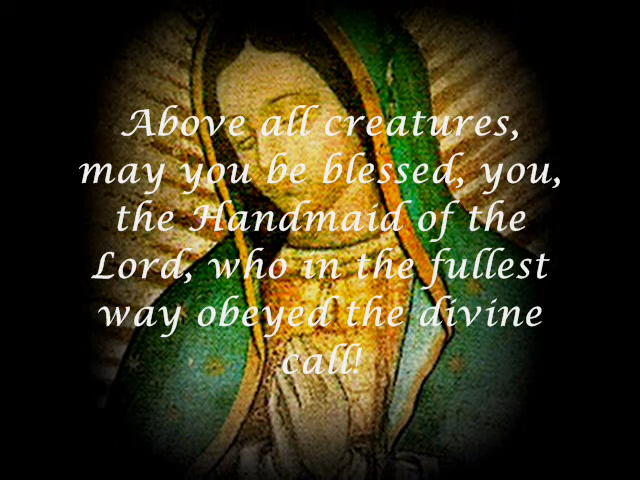 Above all creatures,
may you be blessed, you,
the Handmaid of the
Lord, who in the fullest
way obeyed the divine
call!